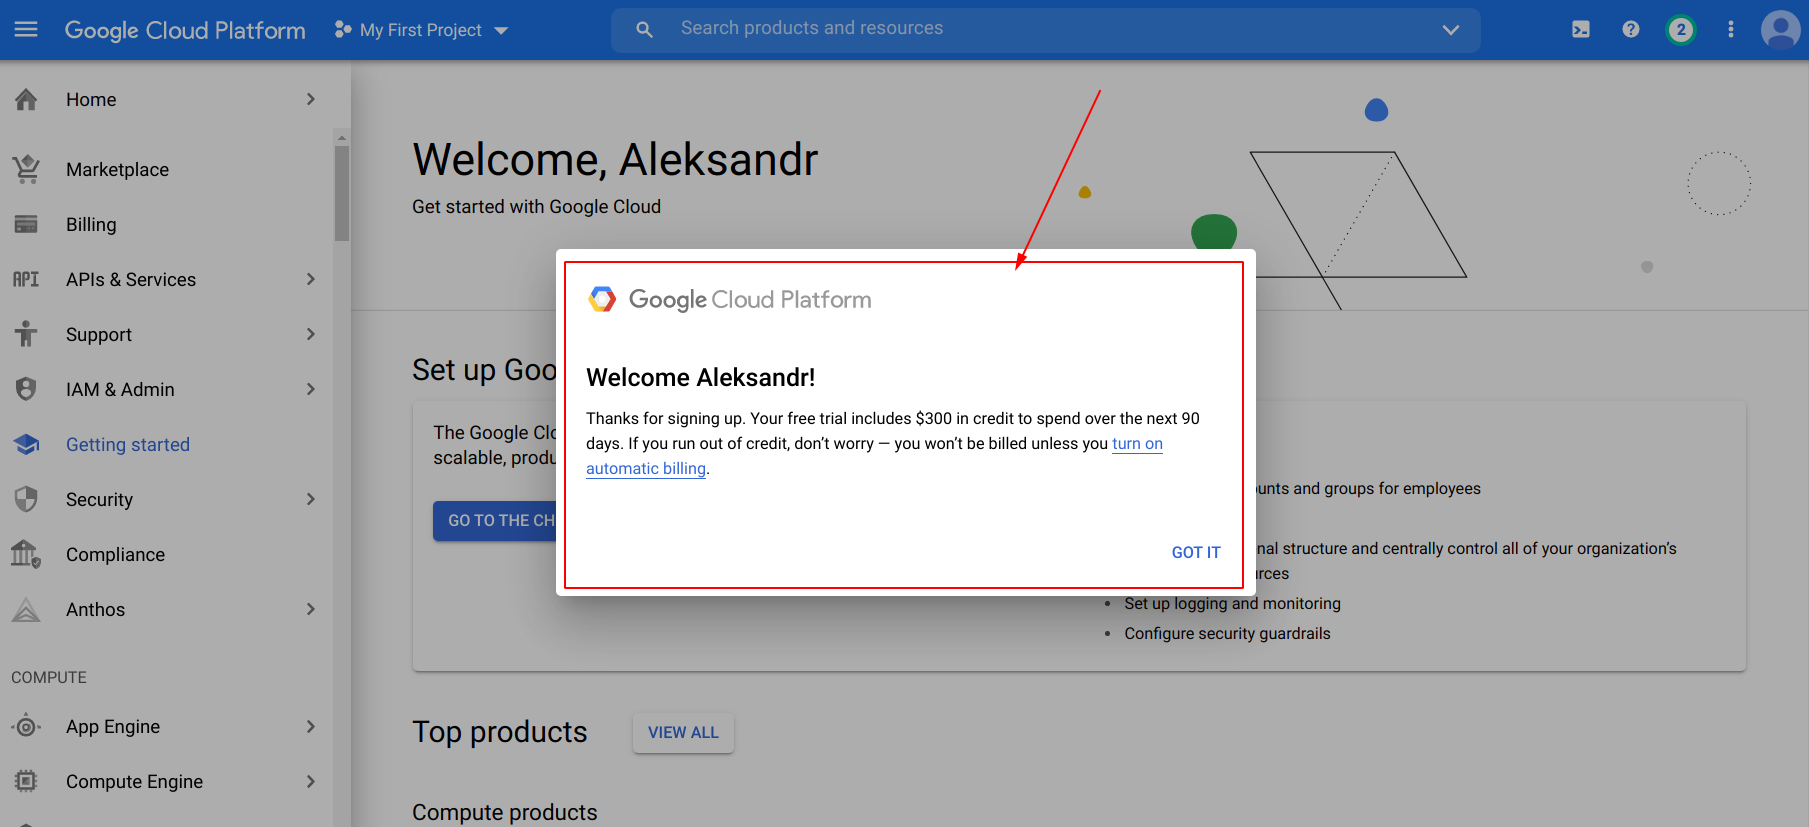 Google Cloud Platform
My First Project
Search products and resources
2
Home
Marketplace
Billing
API
APIs & Services
Support
IAM & Admin
Getting started
Security
Compliance
Anthos
COMPUTE
App Engine
Compute Engine
Welcome, Aleksandr
Get started with Google Cloud
Set up Goo
The Google Clo
scalable, produ
GO TO THE CH
Google Cloud Platform
Welcome Aleksandr!
Thanks for signing up. Your free trial includes $300 in credit to spend over the next 90
days. If you run out of credit, don’t worry — you won’t be billed unless you turn on
automatic billing.
GOT IT
unts and groups for employees
nal structure and centrally control all of your organization’s
rces
• Set up logging and monitoring
• Configure security guardrails
Top products
VIEW ALL
Compute products